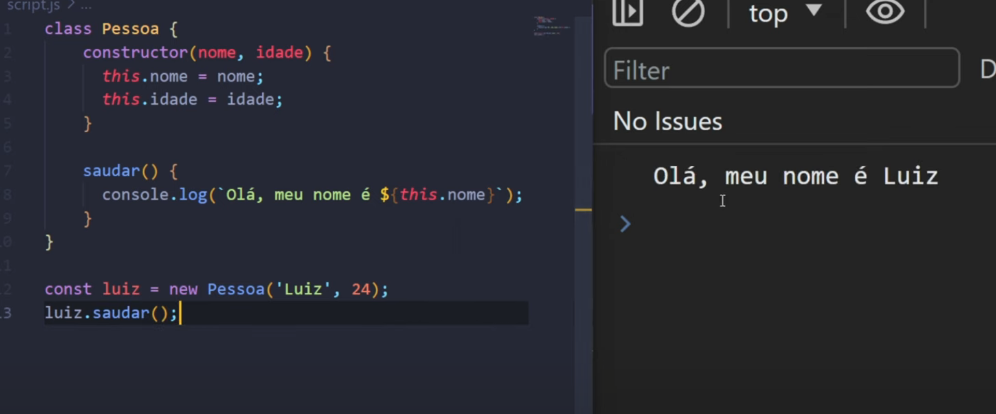 script.js > ...
1 class Pessoa {
2 constructor(nome, idade) {
3 this.nome = nome;
4 this.idade = idade;
5 }
6
7 saudar() {
8 console.log(`Olá, meu nome é ${this.nome}`);
9 }
10 }
11
12 const luiz = new Pessoa('Luiz', 24);
13 luiz.saudar();
top
Filter
No Issues
Olá, meu nome é Luiz